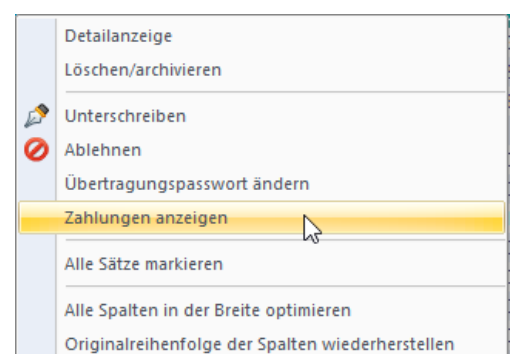 Detailanzeige
Löschen/archivieren
Unterschreiben
Ablehnen
Übertragungspasswort ändern
Zahlungen anzeigen
Alle Sätze markieren
Alle Spalten in der Breite optimieren
Originalreihenfolge der Spalten wiederherstellen